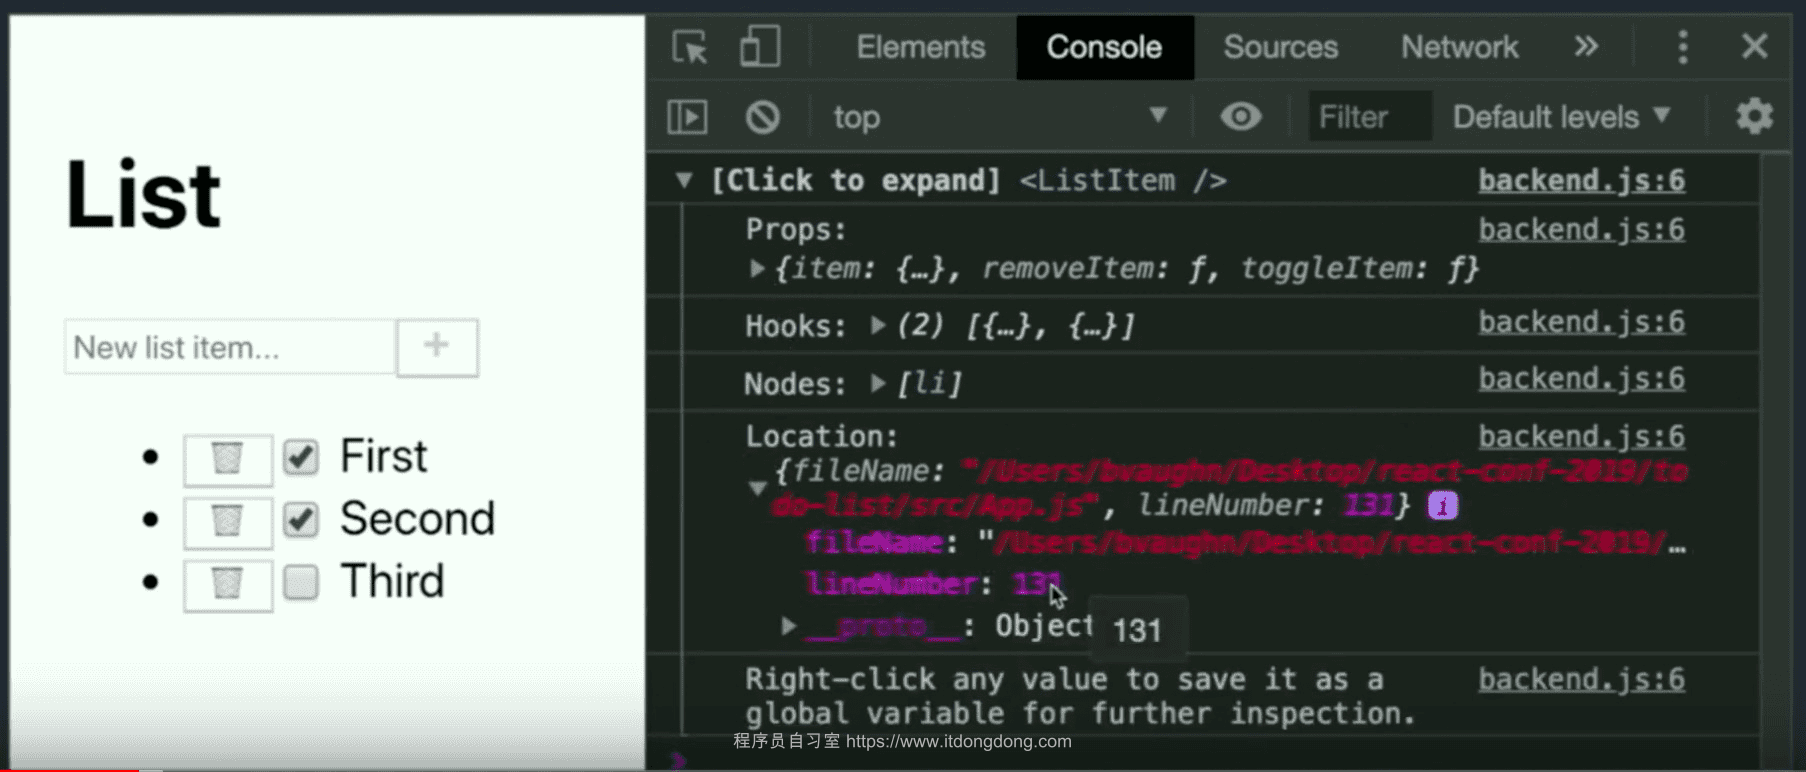 Elements Console Sources Network »
top Filter Default levels
List
New list item...
+
First
Second
Third
[Click to expand] <ListItem /> backend.js:6
Props: backend.js:6
{item: {…}, removeItem: f, toggleItem: f}
Hooks: (2) [{…}, {…}] backend.js:6
Nodes: [li] backend.js:6
Location: backend.js:6
{fileName: "/Users/bvaughn/Desktop/react-conf-2019/to
do-list/src/App.js", lineNumber: 131} i
fileName: "/Users/bvaughn/Desktop/react-conf-2019/…
lineNumber: 131
__proto__: Object
131
Right-click any value to save it as a backend.js:6
global variable for further inspection.
程序员自习室 https://www.itdongdong.com